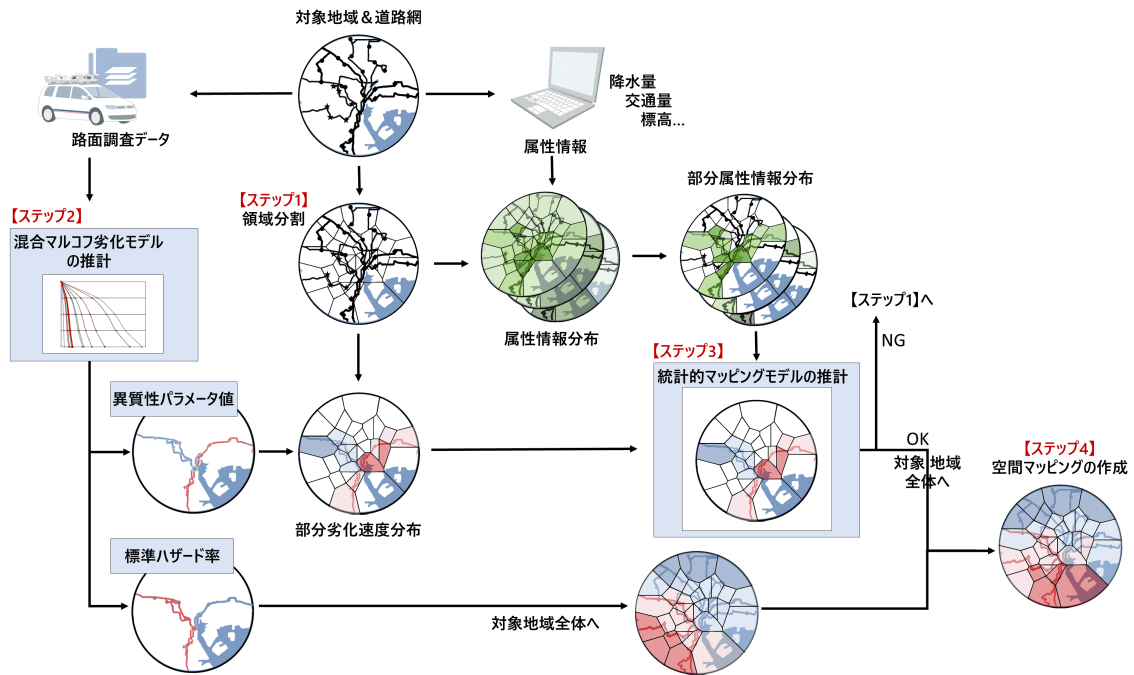 対象地域＆道路網
降水量
交通量
標高...
路面調査データ
属性情報
【ステップ1】
領域分割
部分属性情報分布
【ステップ2】
混合マルコフ劣化モデル
の推計
属性情報分布
【ステップ1】へ
NG
【ステップ3】
統計的マッピングモデルの推計
異質性パラメータ値
部分劣化速度分布
OK
対象 地域
全体へ
【ステップ4】
空間マッピングの作成
標準ハザード率
対象地域全体へ